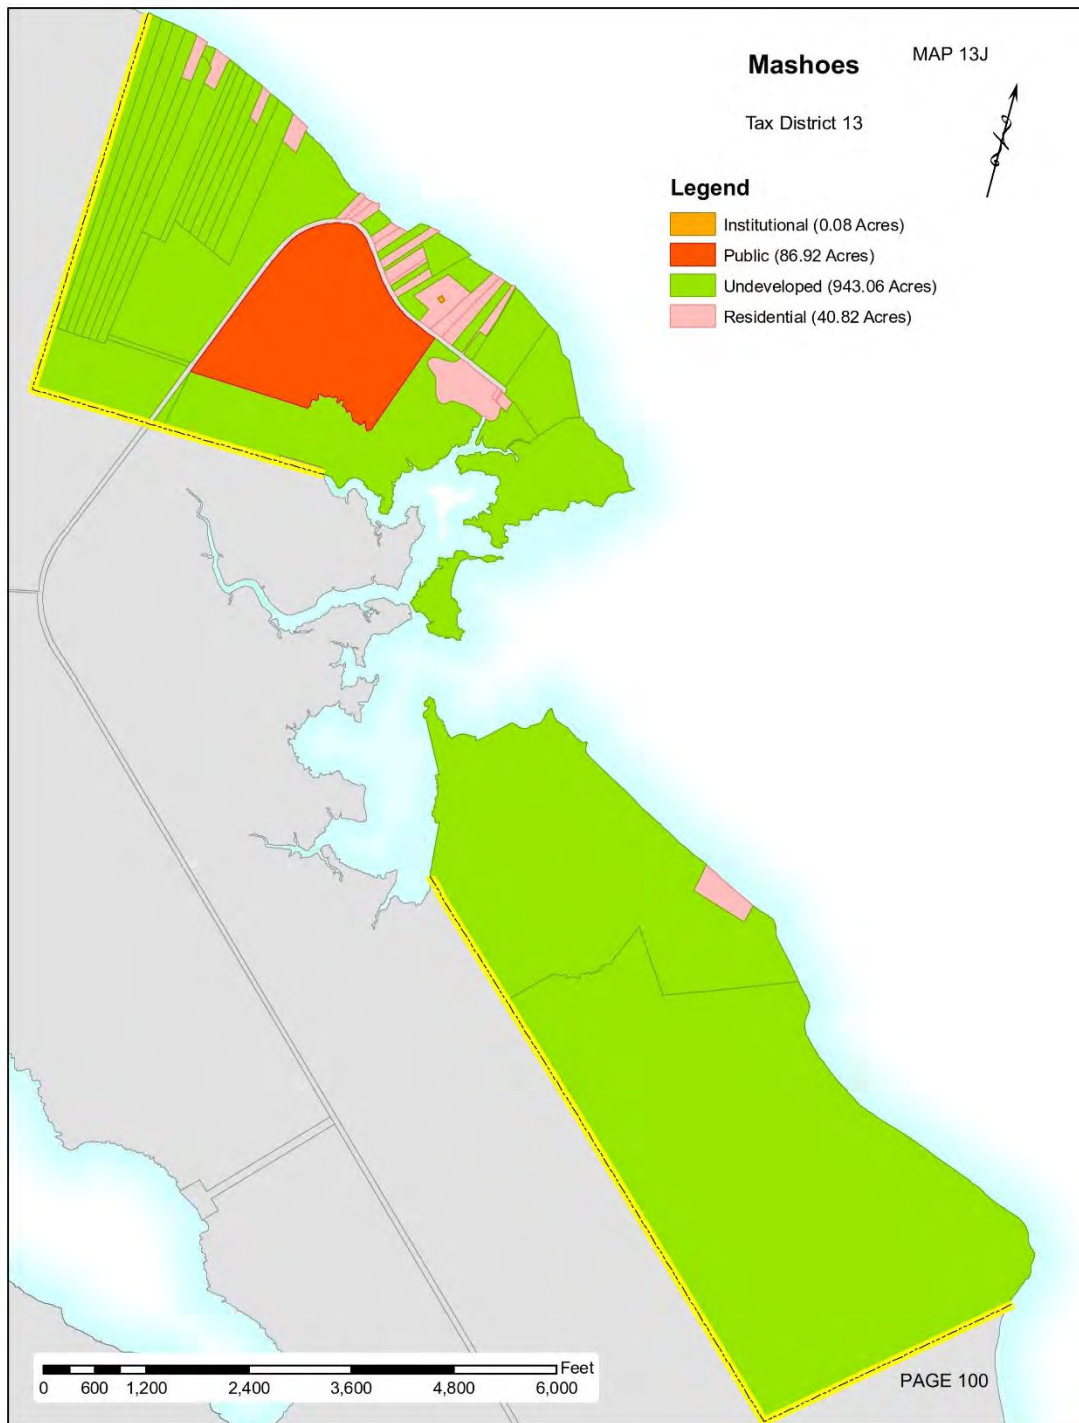 Mashoes
MAP 13J
Tax District 13
Legend
Institutional (0.08 Acres)
Public (86.92 Acres)
Undeveloped (943.06 Acres)
Residential (40.82 Acres)
Feet
0 600 1,200 2,400 3,600 4,800 6,000
PAGE 100